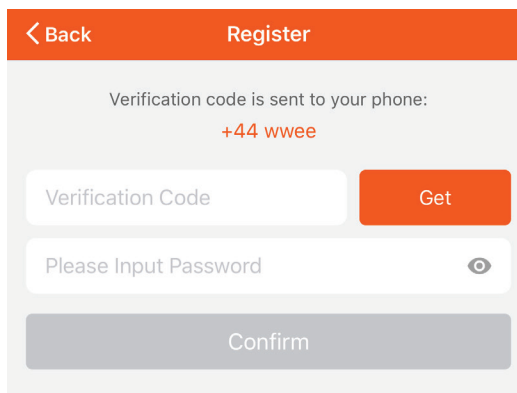 Back Register
Verification code is sent to your phone:
+44 wwee
Verification Code Get
Please Input Password
Confirm